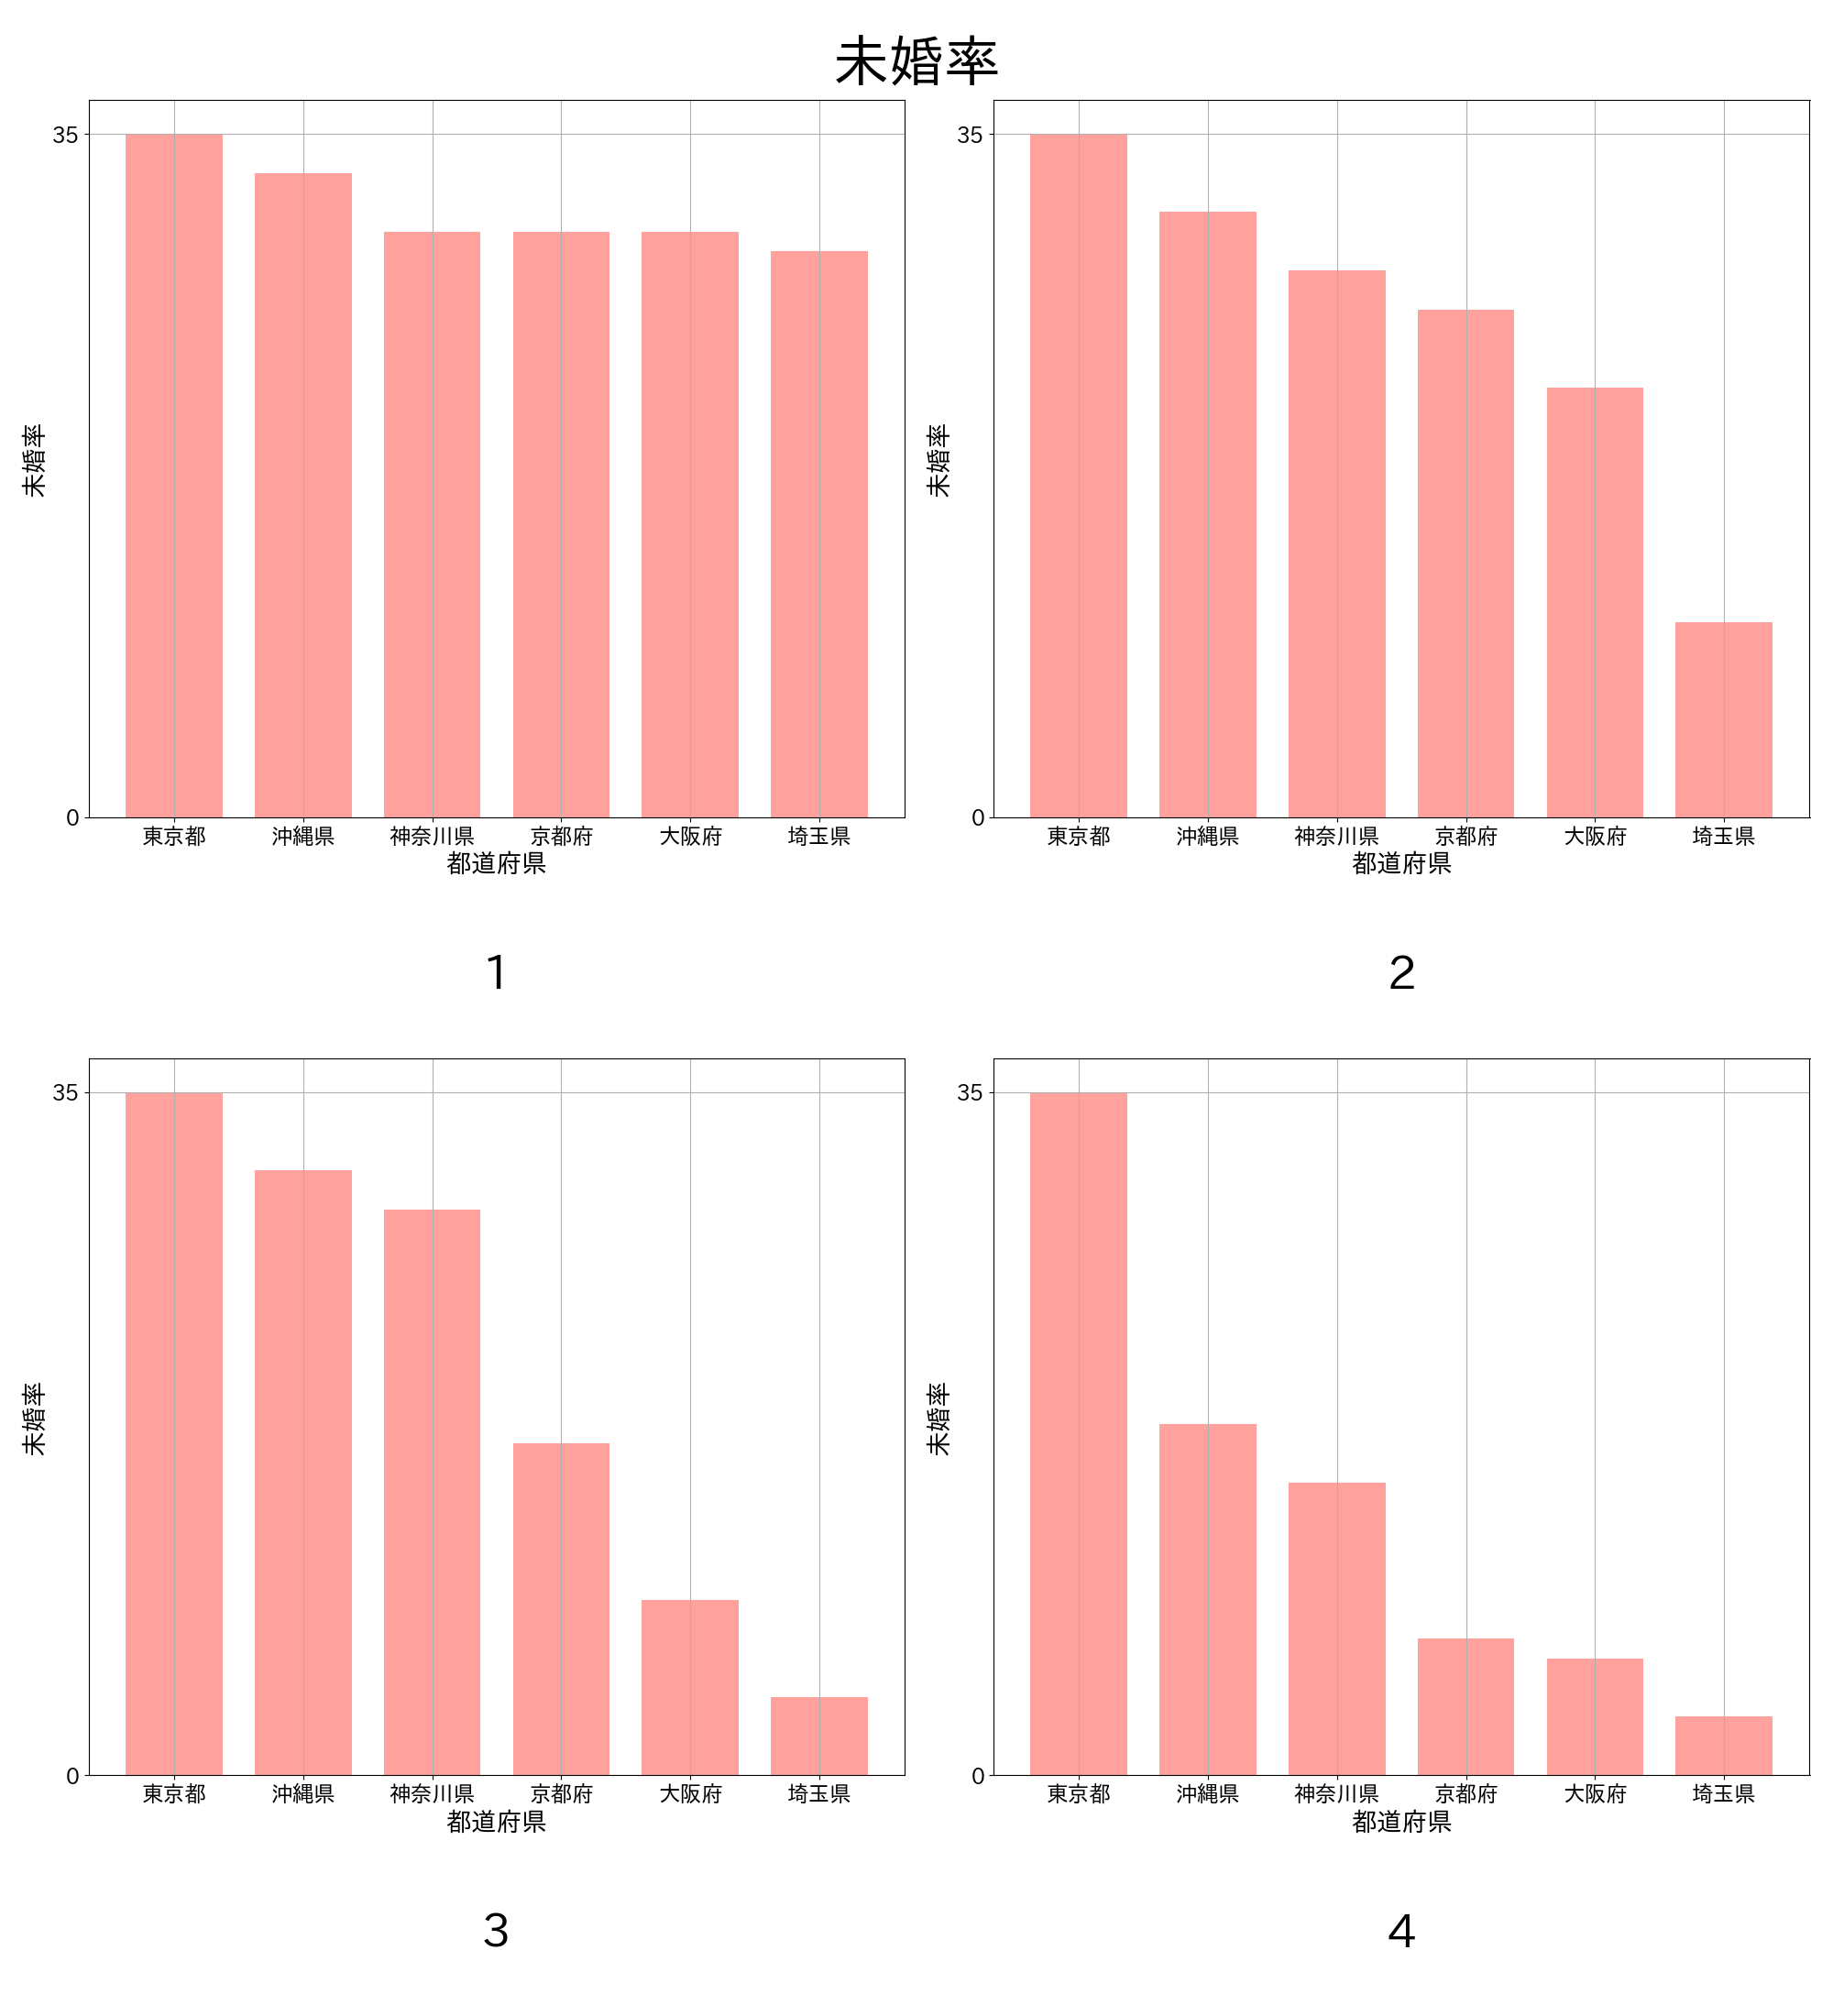 未婚率
35
0
未婚率
東京都 沖縄県 神奈川県 京都府 大阪府 埼玉県
都道府県
1
35
0
未婚率
東京都 沖縄県 神奈川県 京都府 大阪府 埼玉県
都道府県
2
35
0
未婚率
東京都 沖縄県 神奈川県 京都府 大阪府 埼玉県
都道府県
3
35
0
未婚率
東京都 沖縄県 神奈川県 京都府 大阪府 埼玉県
都道府県
4